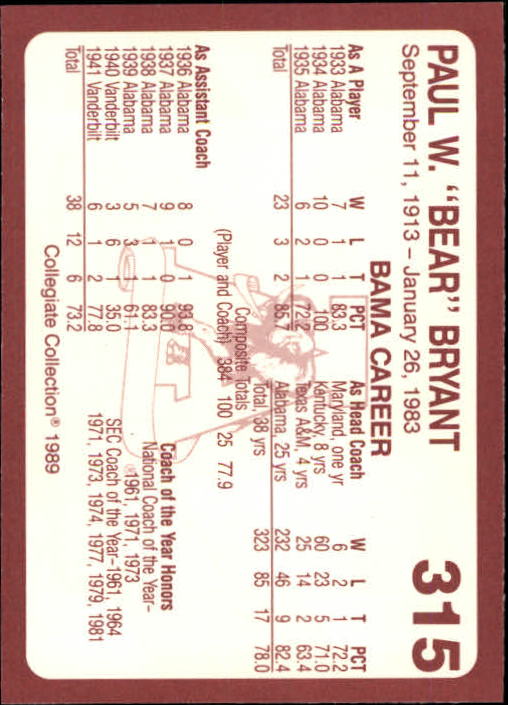 PAUL W. “BEAR” BRYANT 315
September 11, 1913 – January 26, 1983
BAMA CAREER
As A Player W L T PCT
1933 Alabama 7 1 1 83.3
1934 Alabama 10 0 0 100
1935 Alabama 6 2 1 72.2
Total 23 3 2 85.7
As Head Coach W L T PCT
Maryland, one yr 6 2 1 72.2
Kentucky, 8 yrs 60 23 5 71.0
Texas A&M, 4 yrs 25 14 2 63.4
Alabama, 25 yrs 232 46 9 82.4
Total, 38 yrs 323 85 17 78.0
Composite Totals
(Player and Coach) 384 100 25 77.9
As Assistant Coach
1936 Alabama 8 0 1 93.8
1937 Alabama 9 1 0 90.0
1938 Alabama 7 1 1 83.3
1939 Alabama 5 3 1 61.1
1940 Vanderbilt 3 6 1 35.0
1941 Vanderbilt 6 1 2 77.8
Total 38 12 6 73.2
Coach of the Year Honors
National Coach of the Year–
1961, 1971, 1973
SEC Coach of the Year–1961, 1964
1971, 1973, 1974, 1977, 1979, 1981
Collegiate Collection® 1989